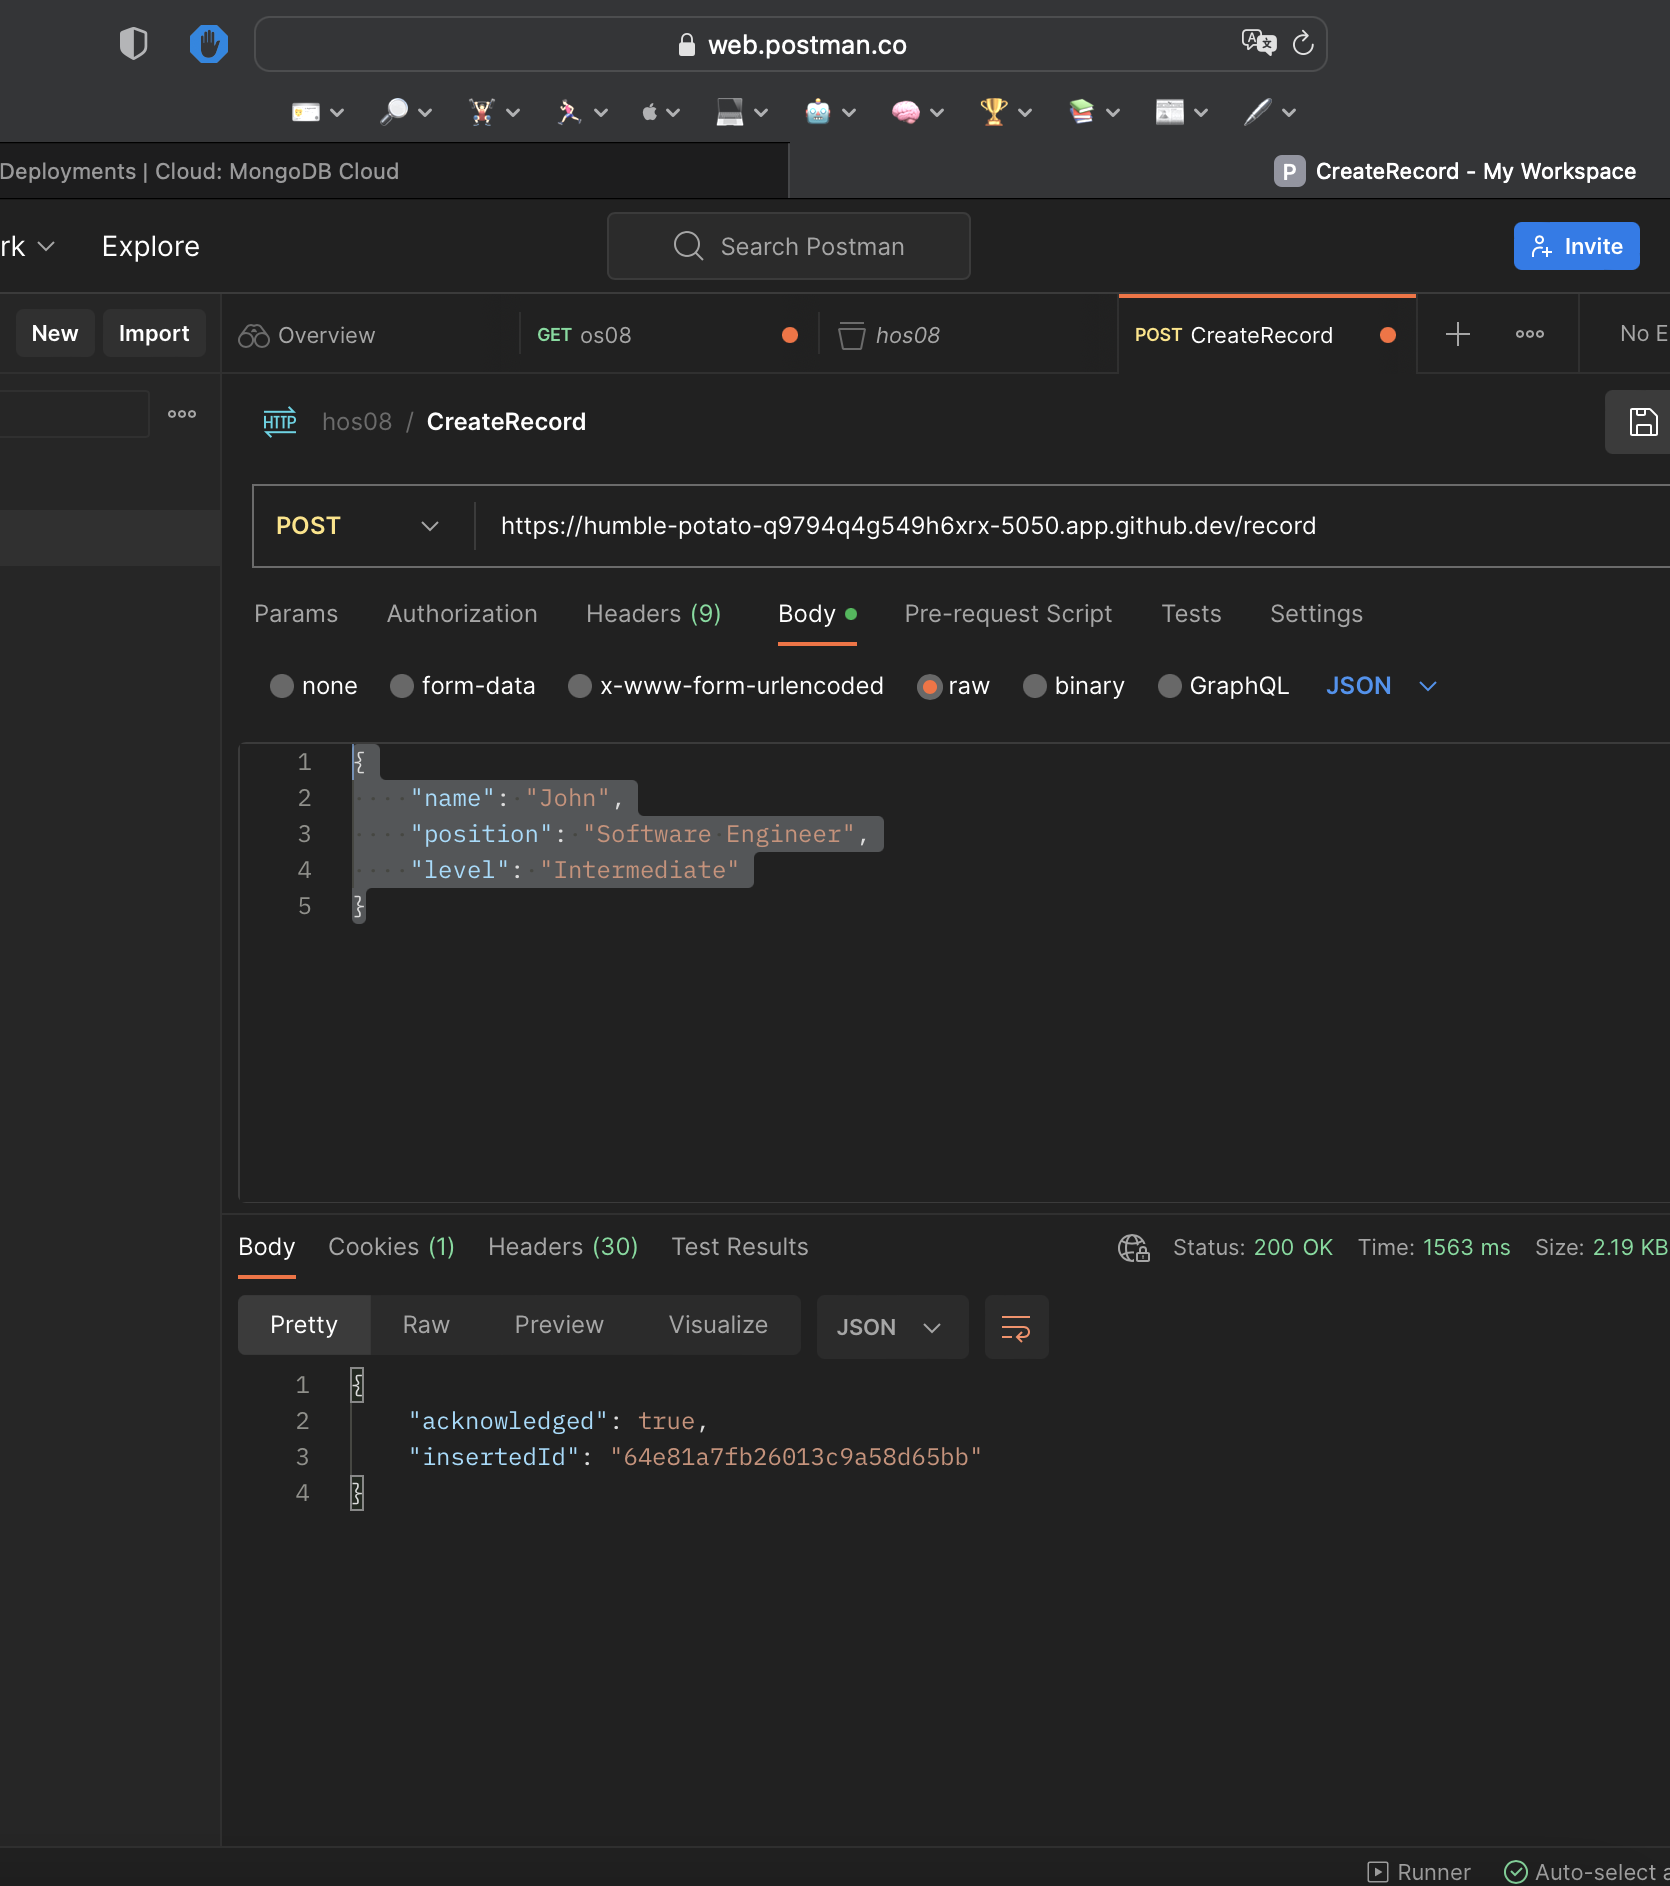 web.postman.co
Deployments | Cloud: MongoDB Cloud
P CreateRecord - My Workspace
rk Explore Search Postman Invite
New Import Overview GET os08 hos08 POST CreateRecord No E
HTTP hos08 / CreateRecord
POST https://humble-potato-q9794q4g549h6xrx-5050.app.github.dev/record
Params Authorization Headers (9) Body Pre-request Script Tests Settings
none form-data x-www-form-urlencoded raw binary GraphQL JSON
1 {
2 "name": "John",
3 "position": "Software Engineer",
4 "level": "Intermediate"
5 }
Body Cookies (1) Headers (30) Test Results Status: 200 OK Time: 1563 ms Size: 2.19 KB
Pretty Raw Preview Visualize JSON
1 {
2 "acknowledged": true,
3 "insertedId": "64e81a7fb26013c9a58d65bb"
4 }
Runner Auto-select a